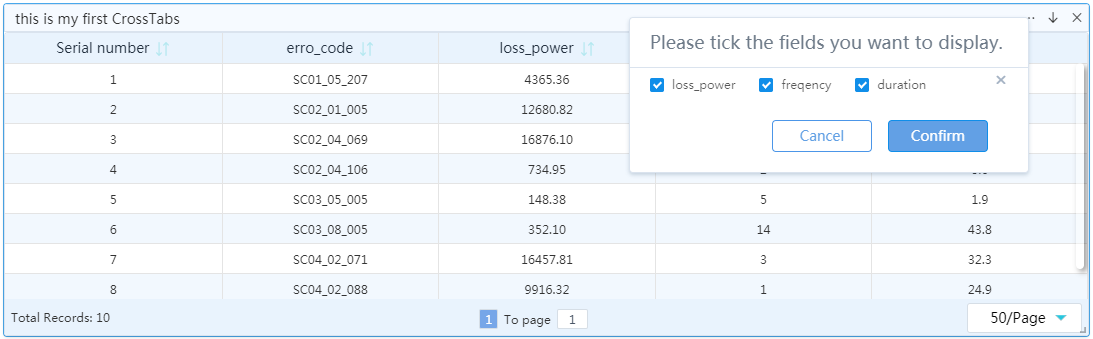 this is my first CrossTabs
Please tick the fields you want to display.
loss_power freqency duration
Cancel Confirm
Serial number erro_code loss_power
1 SC01_05_207 4365.36
2 SC02_01_005 12680.82
3 SC02_04_069 16876.10
4 SC02_04_106 734.95
5 SC03_05_005 148.38 5 1.9
6 SC03_08_005 352.10 14 43.8
7 SC04_02_071 16457.81 3 32.3
8 SC04_02_088 9916.32 1 24.9
Total Records: 10 1 To page 1 50/Page